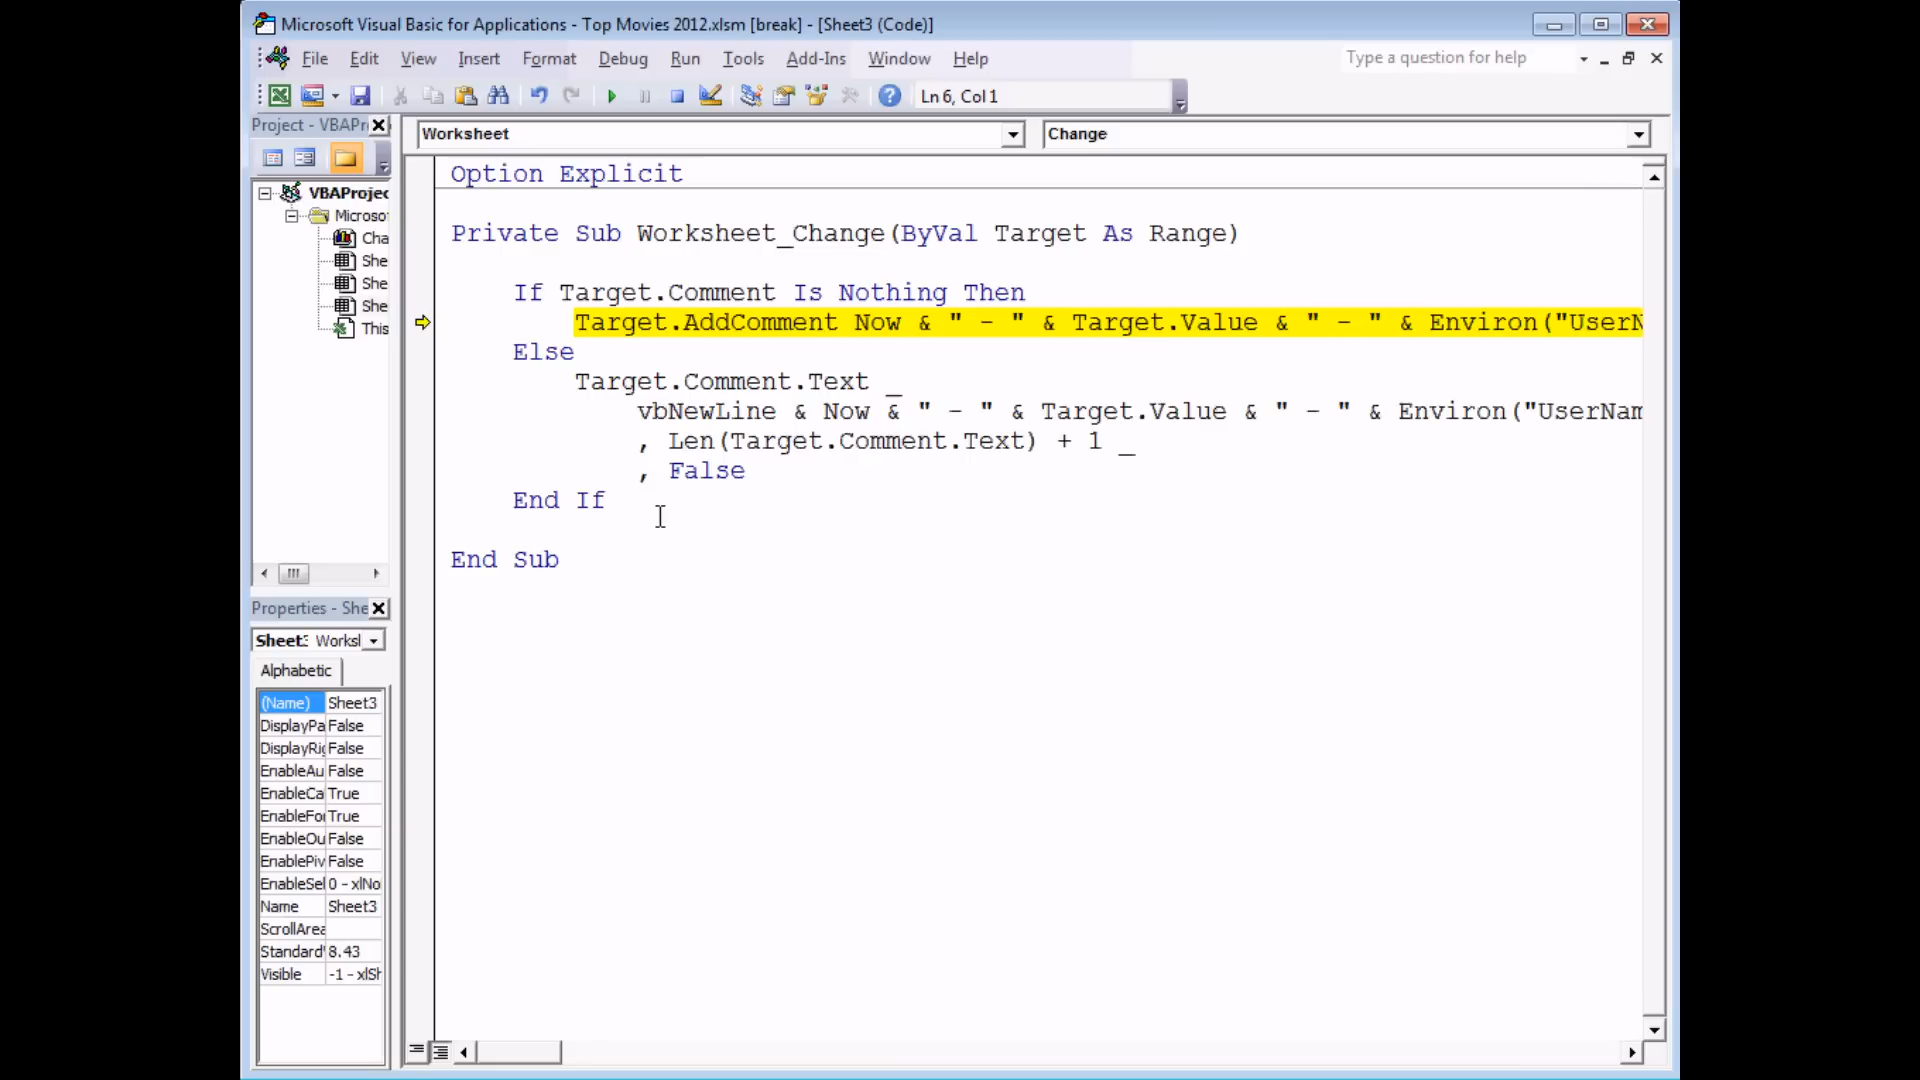 Microsoft Visual Basic for Applications - Top Movies 2012.xlsm [break] - [Sheet3 (Code)]
File Edit View Insert Format Debug Run Tools Add-Ins Window Help
Type a question for help
Ln 6, Col 1
Project - VBAPr
Worksheet
Change
VBAProjec
Microso
Cha
She
She
She
This
Option Explicit
Private Sub Worksheet_Change(ByVal Target As Range)
If Target.Comment Is Nothing Then
Target.AddComment Now & " - " & Target.Value & " - " & Environ("UserN
Else
Target.Comment.Text _
vbNewLine & Now & " - " & Target.Value & " - " & Environ("UserNam
, Len(Target.Comment.Text) + 1 _
, False
End If
End Sub
Properties - She
Sheet3 Worksl
Alphabetic
(Name) Sheet3
DisplayPa False
DisplayRig False
EnableAu False
EnableCa True
EnableFor True
EnableOu False
EnablePiv False
EnableSel 0 - xlNo
Name Sheet3
ScrollArea
Standard 8.43
Visible -1 - xlSh